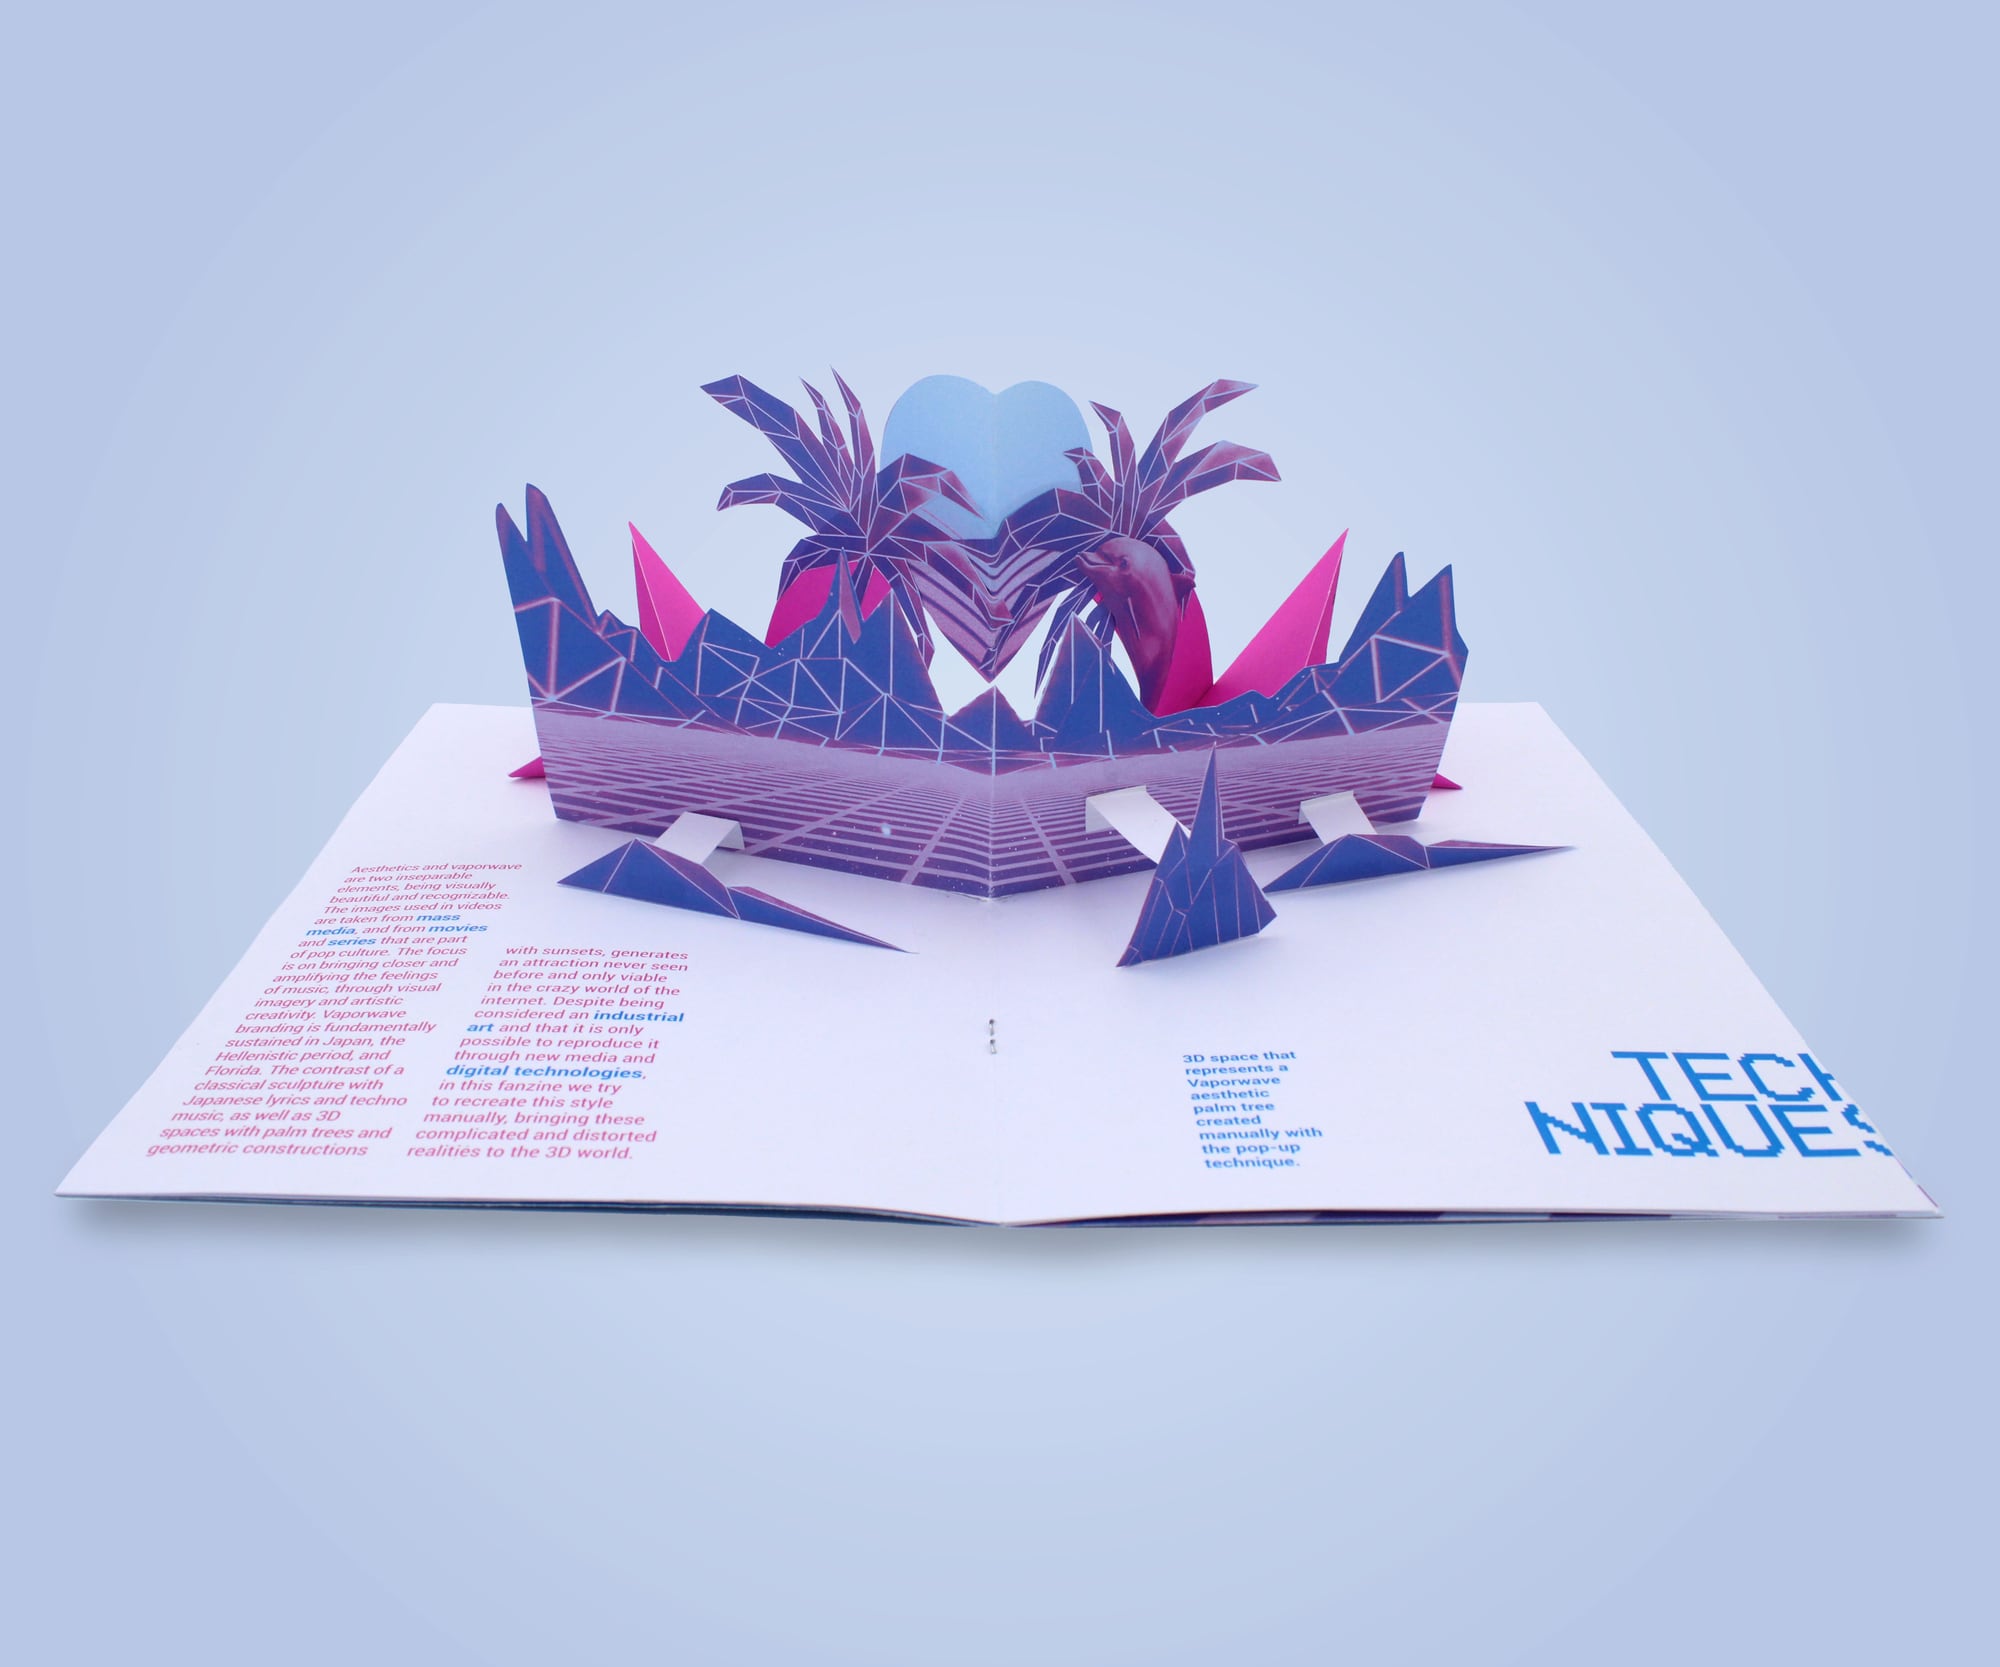 Aesthetics and vaporwave
are two inseparable
elements, being visually
beautiful and recognizable.
The images used in videos
are taken from mass
media, and from movies
and series that are part
of pop culture. The focus
is on bringing closer and
amplifying the feelings
of music, through visual
imagery and artistic
creativity. Vaporwave
branding is fundamentally
sustained in Japan, the
Hellenistic period, and
Florida. The contrast of a
classical sculpture with
Japanese lyrics and techno
music, as well as 3D
spaces with palm trees and
geometric constructions
with sunsets, generates
an attraction never seen
before and only viable
in the crazy world of the
internet. Despite being
considered an industrial
art and that it is only
possible to reproduce it
through new media and
digital technologies,
in this fanzine we try
to recreate this style
manually, bringing these
complicated and distorted
realities to the 3D world.
3D space that
represents a
Vaporwave
aesthetic
palm tree
created
manually with
the pop-up
technique.
TECH
NIQUES